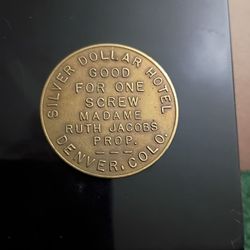 SILVER DOLLAR HOTEL
GOOD
FOR ONE
SCREW
MADAME
RUTH JACOBS
PROP.
DENVER, COLO.